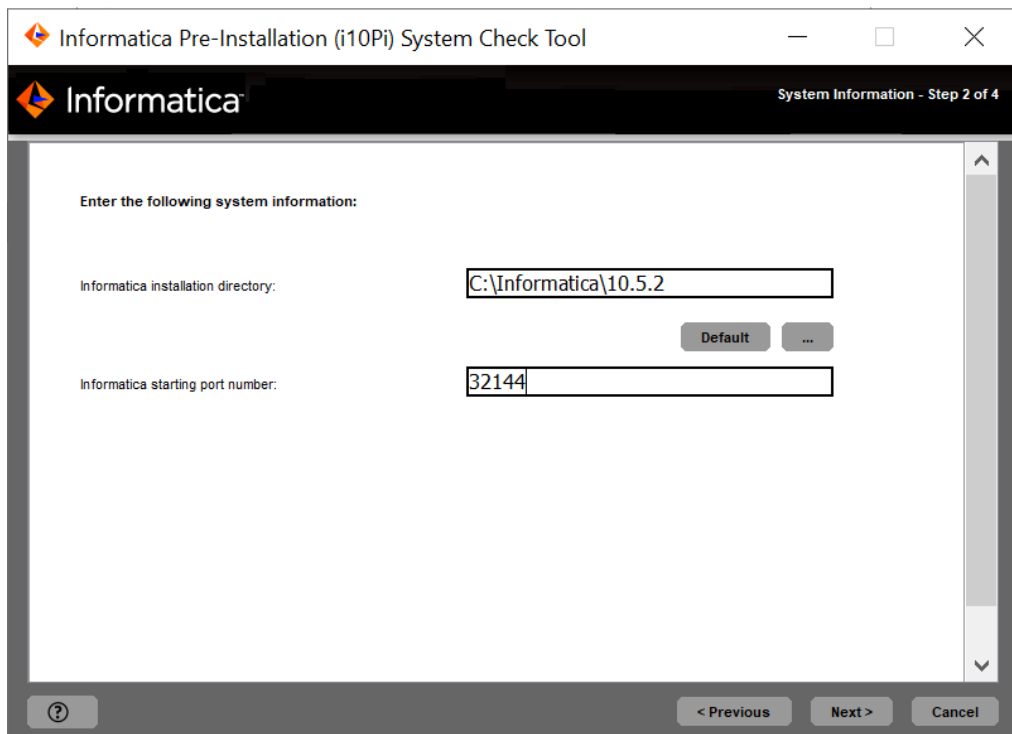 Informatica Pre-Installation (i10Pi) System Check Tool
Informatica
System Information - Step 2 of 4
Enter the following system information:
Informatica installation directory:
C:\Informatica\10.5.2
Default
...
Informatica starting port number:
32144
?
< Previous
Next >
Cancel